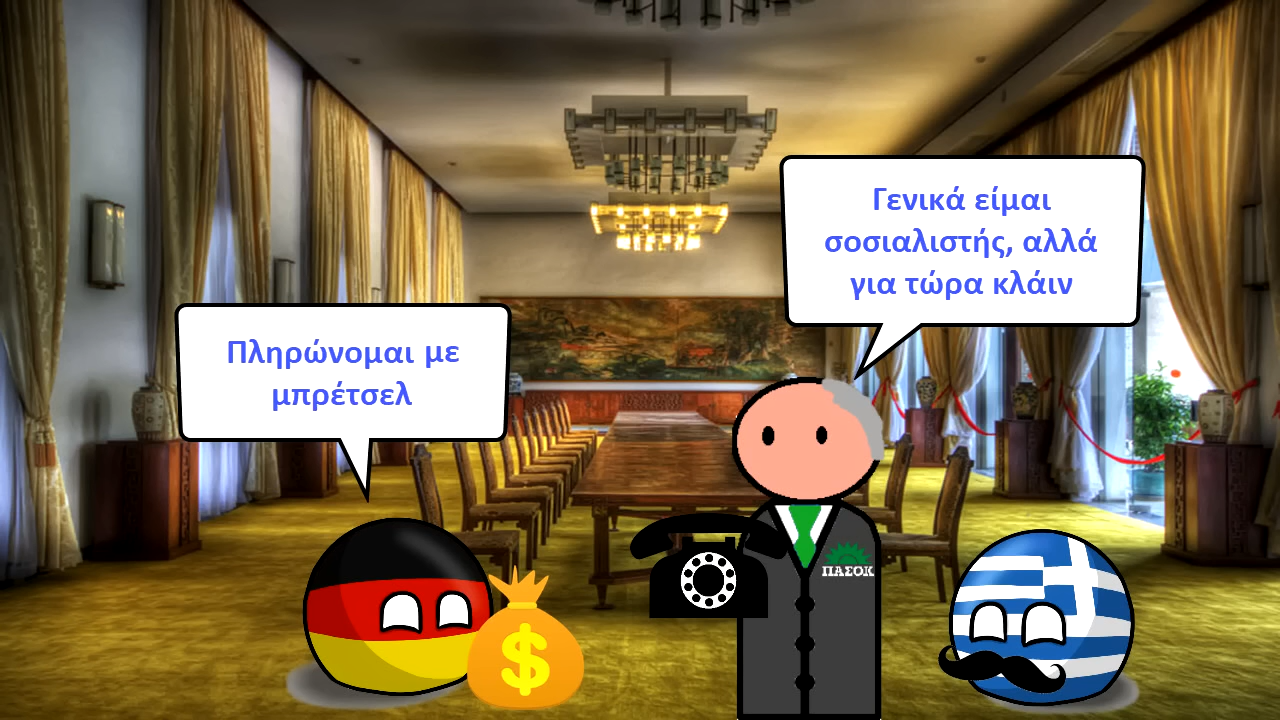 Γενικά είμαι
σοσιαλιστής, αλλά
για τώρα κλάιν
Πληρώνομαι με
μπρέτσελ
ΠΑΣΟΚ
$